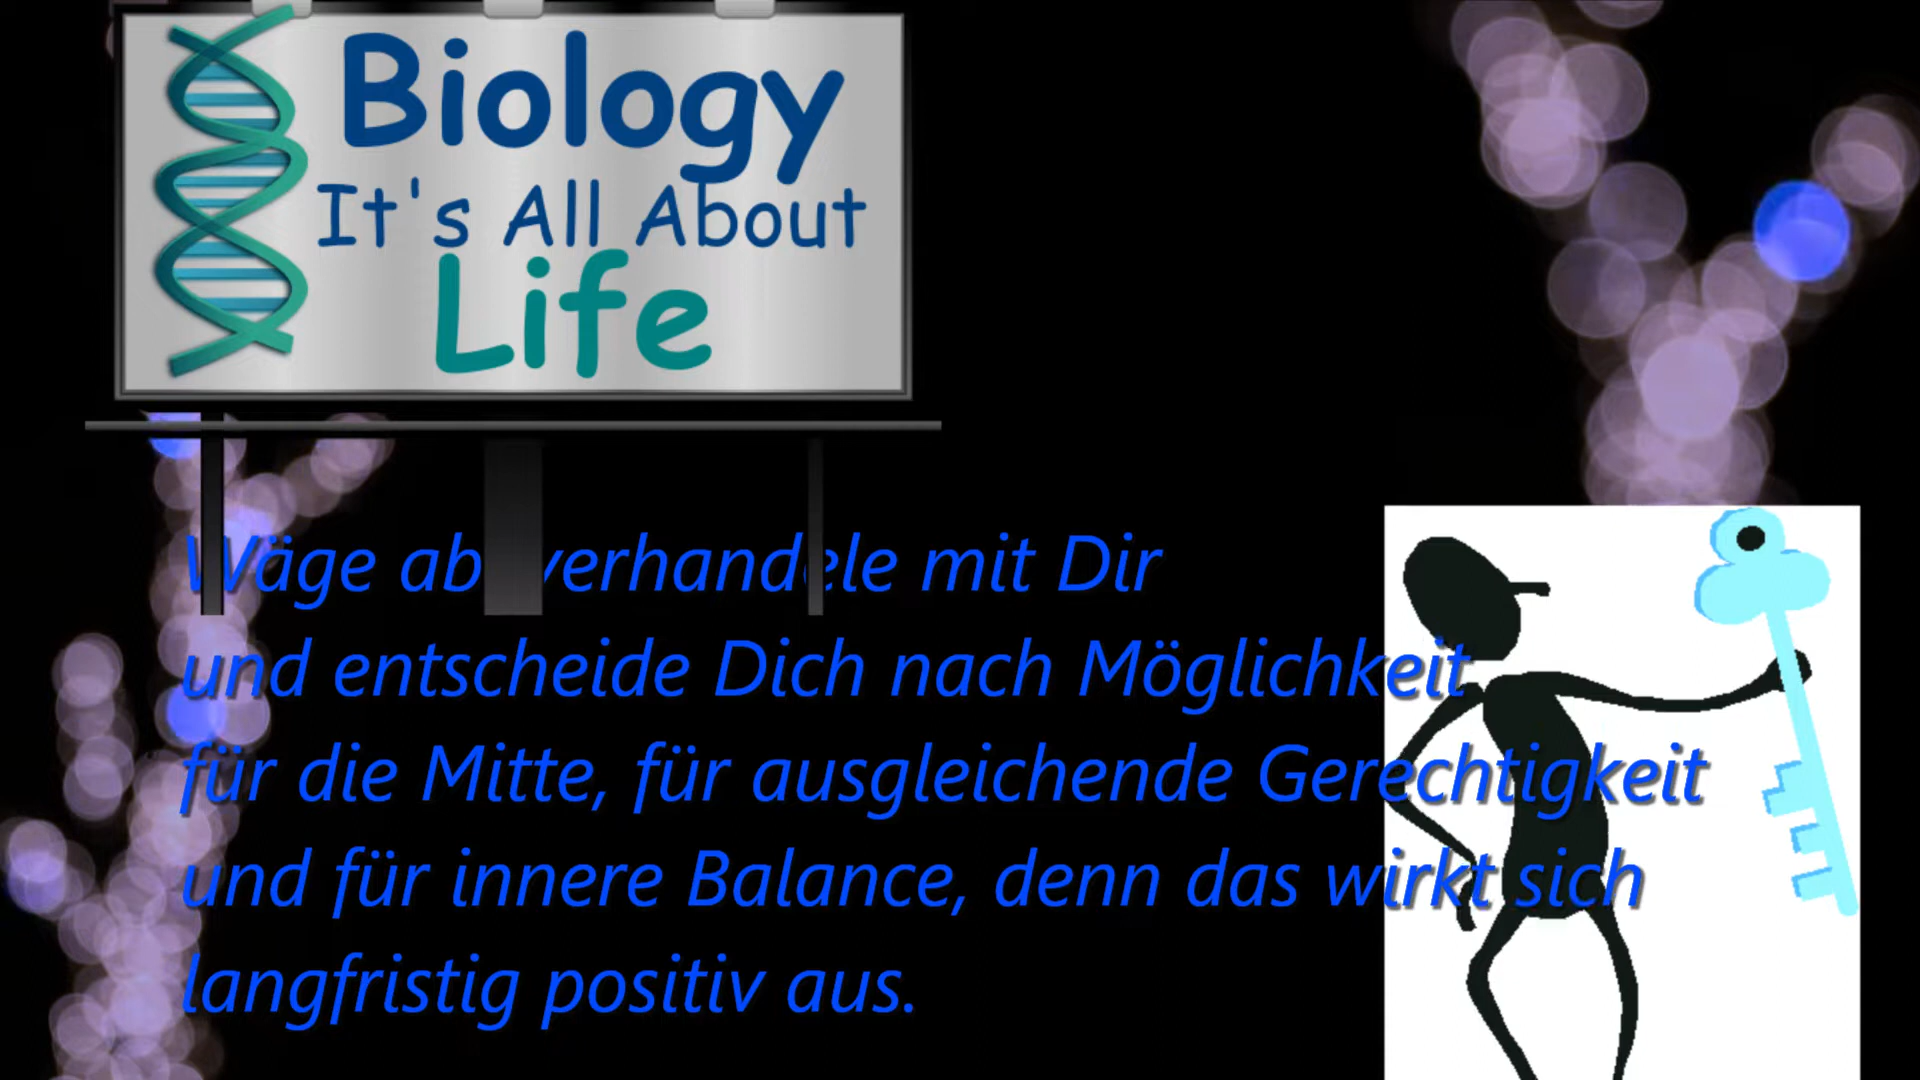 Biology
It's All About
Life
Wäge ab verhandele mit Dir
und entscheide Dich nach Möglichkeit
für die Mitte, für ausgleichende Gerechtigkeit
und für innere Balance, denn das wirkt sich
langfristig positiv aus.